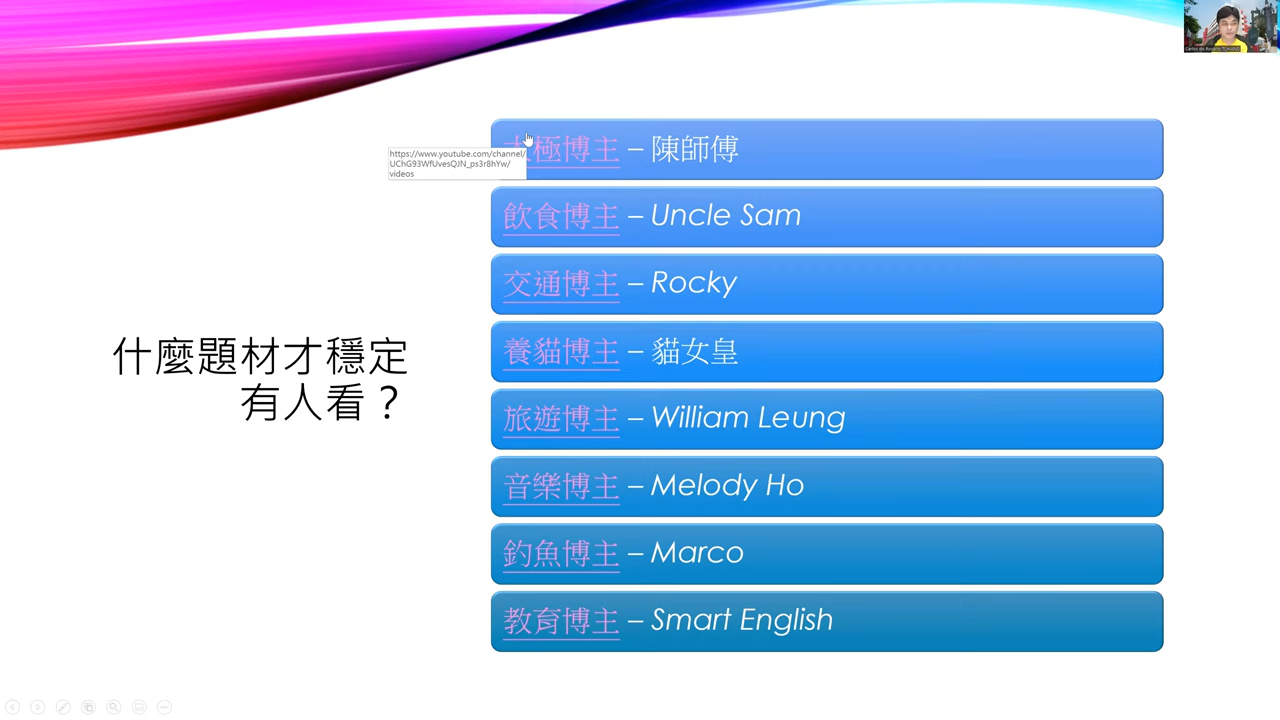 什麼題材才穩定
有人看？
太極博主 – 陳師傅
https://www.youtube.com/channel/
UChG93WfUvesQJN_ps3r8hYw/
videos
飲食博主 – Uncle Sam
交通博主 – Rocky
養貓博主 – 貓女皇
旅遊博主 – William Leung
音樂博主 – Melody Ho
釣魚博主 – Marco
教育博主 – Smart English